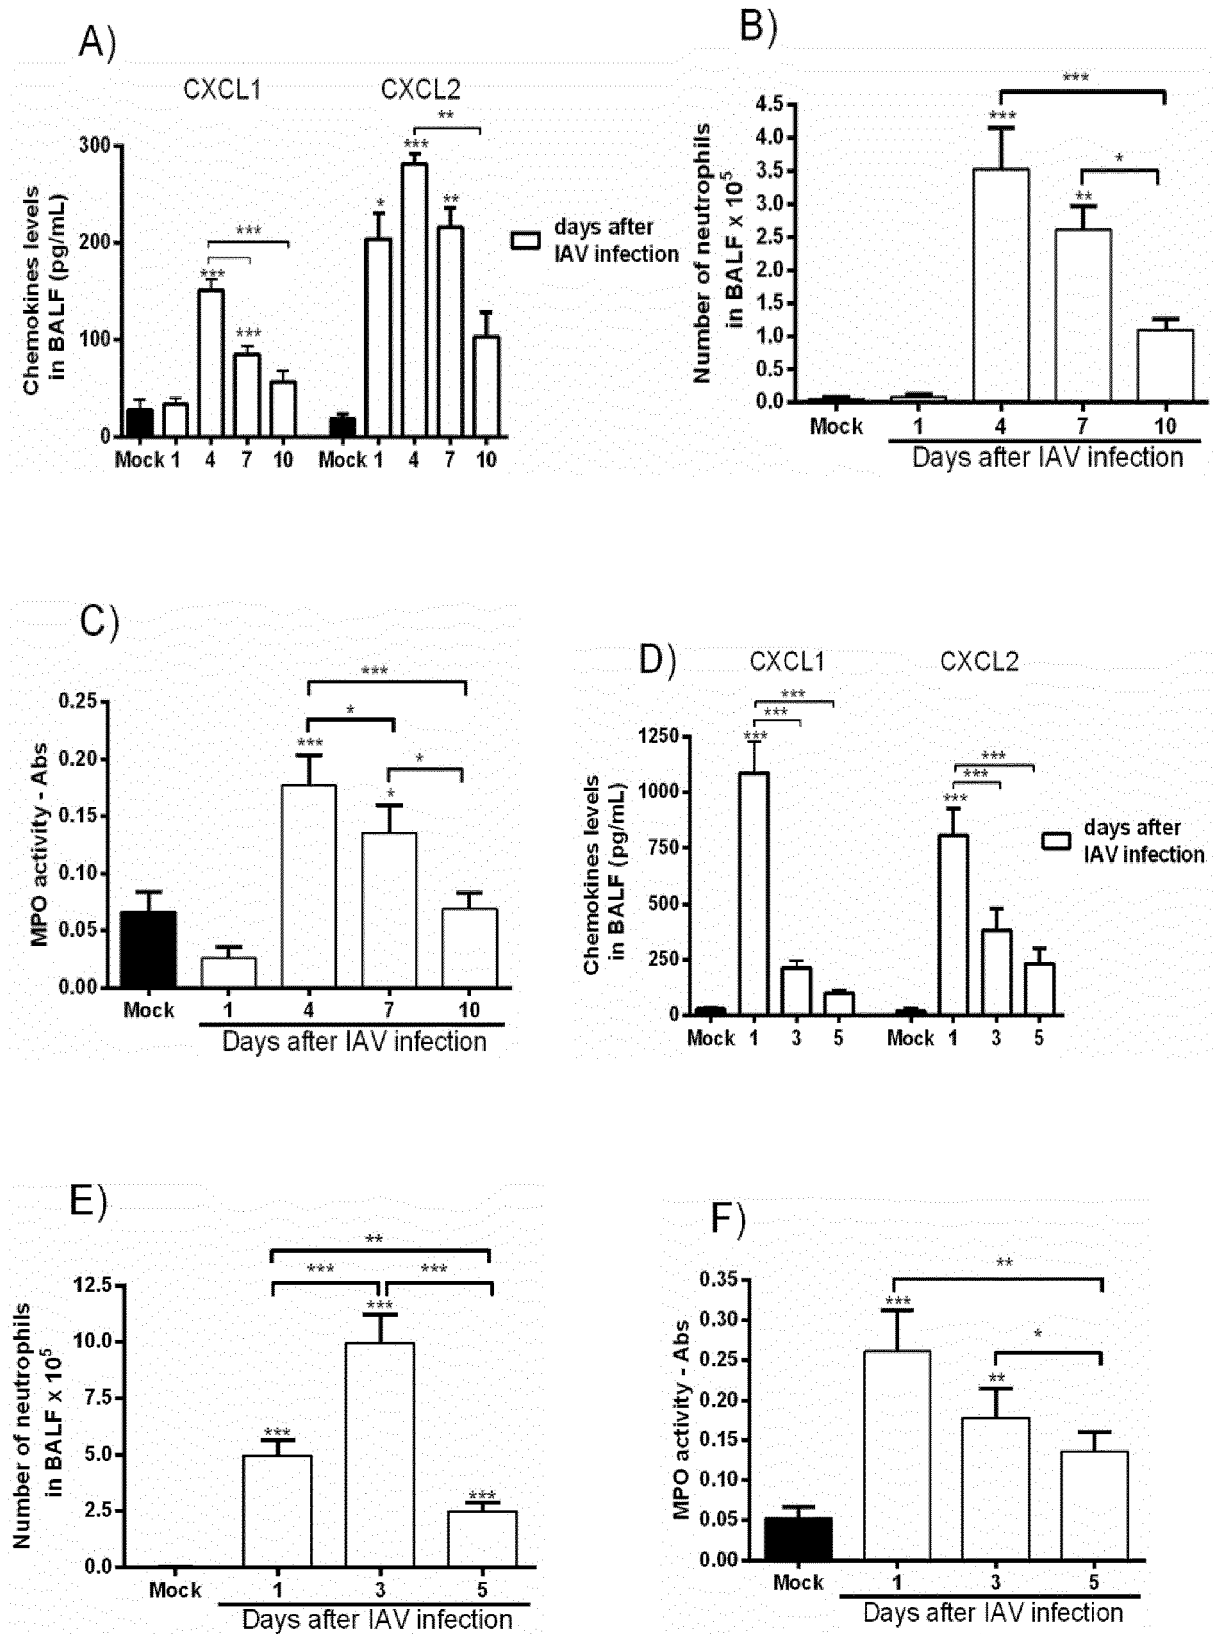 A)
CXCL1 CXCL2
Chemokines levels
in BALF (pg/mL)
300
200
100
0
***
***
***
*
***
**
**
days after
IAV infection
Mock 1 4 7 10 Mock 1 4 7 10
B)
Number of neutrophils
in BALF x 10⁵
4.5
4.0
3.5
3.0
2.5
2.0
1.5
1.0
0.5
0.0
***
***
**
*
Mock 1 4 7 10
Days after IAV infection
C)
MPO activity - Abs
0.25
0.20
0.15
0.10
0.05
0.00
***
*
***
*
*
Mock 1 4 7 10
Days after IAV infection
D)
CXCL1 CXCL2
Chemokines levels
in BALF (pg/mL)
1250
1000
750
500
250
0
***
***
***
***
***
***
days after
IAV infection
Mock 1 3 5 Mock 1 3 5
E)
Number of neutrophils
in BALF x 10⁵
12.5
10.0
7.5
5.0
2.5
0.0
**
*** ***
***
***
***
Mock 1 3 5
Days after IAV infection
F)
MPO activity - Abs
0.35
0.30
0.25
0.20
0.15
0.10
0.05
0.00
**
***
*
**
Mock 1 3 5
Days after IAV infection